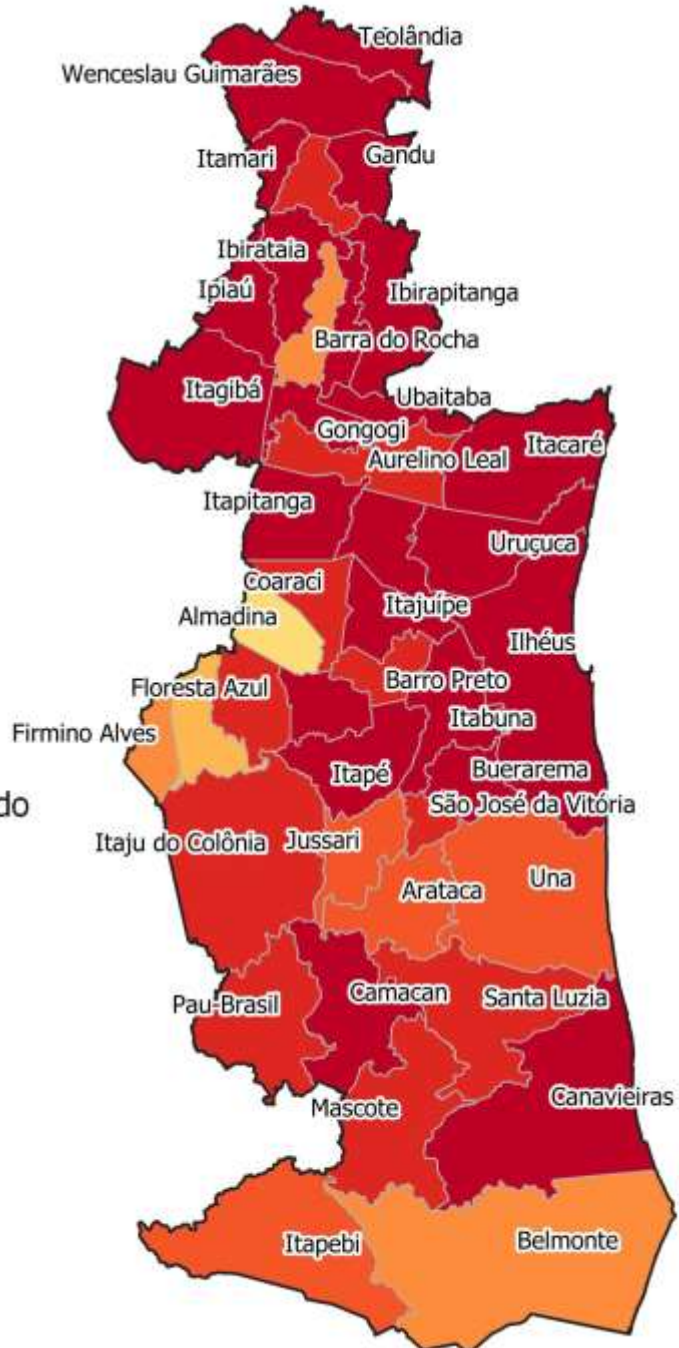 Teolândia
Wenceslau Guimarães
Itamari
Gandu
Ibirataia
Ipiaú
Ibirapitanga
Barra do Rocha
Itagibá
Ubaitaba
Gongogi
Itacaré
Aurelino Leal
Itapitanga
Uruçuca
Coaraci
Itajuípe
Almadina
Ilhéus
Floresta Azul
Barro Preto
Itabuna
Firmino Alves
Itapé
Buerarema
São José da Vitória
do
Itaju do Colônia
Jussari
Una
Arataca
Camacan
Santa Luzia
Pau-Brasil
Canavieiras
Mascote
Itapebi
Belmonte